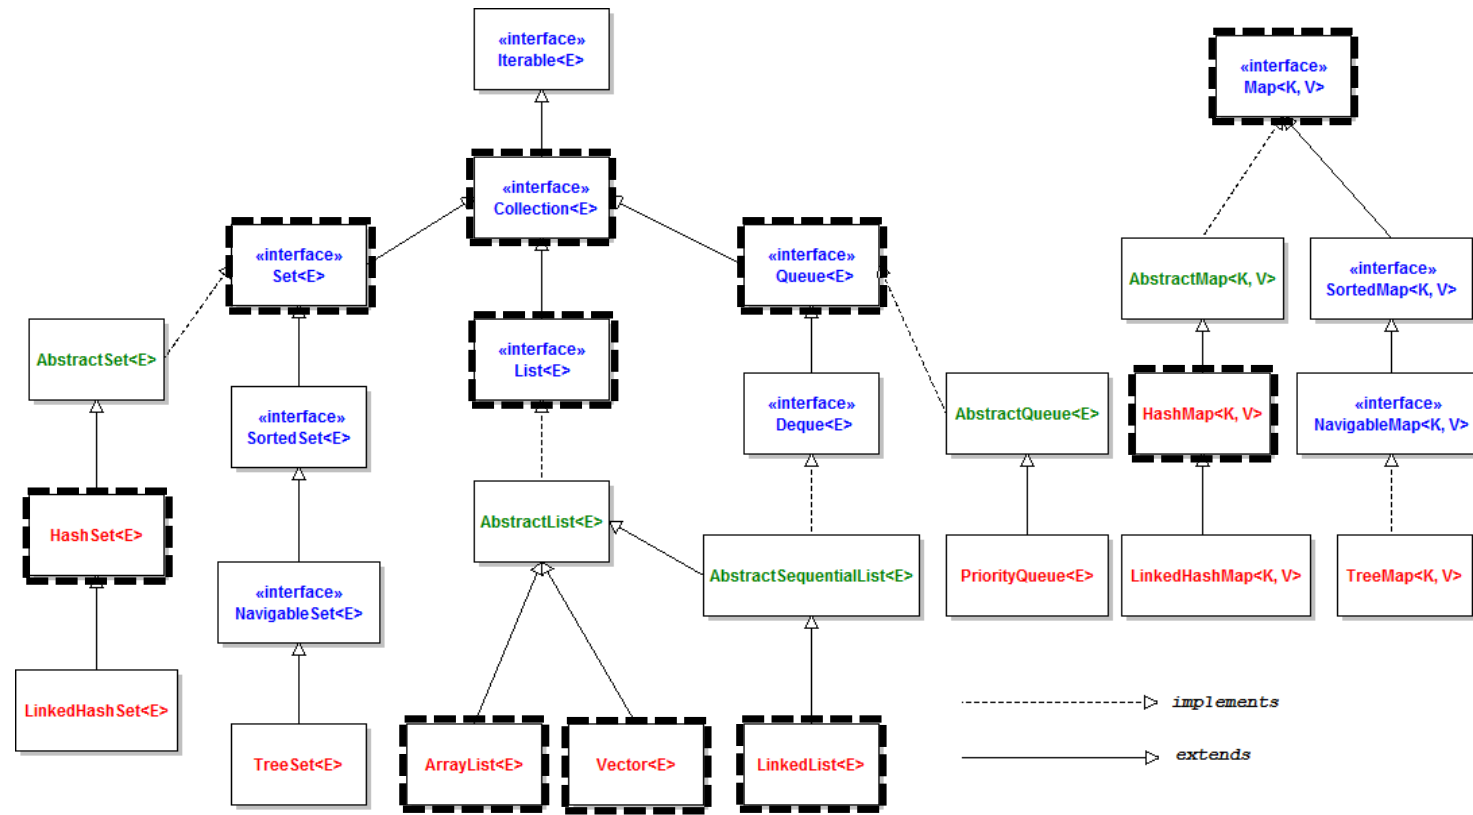 «interface»
Iterable<E>
«interface»
Map<K, V>
«interface»
Collection<E>
«interface»
Set<E>
«interface»
Queue<E>
AbstractMap<K, V>
«interface»
SortedMap<K, V>
AbstractSet<E>
«interface»
List<E>
«interface»
SortedSet<E>
«interface»
Deque<E>
AbstractQueue<E>
HashMap<K, V>
«interface»
NavigableMap<K, V>
HashSet<E>
AbstractList<E>
AbstractSequentialList<E>
PriorityQueue<E>
LinkedHashMap<K, V>
TreeMap<K, V>
«interface»
NavigableSet<E>
LinkedHashSet<E>
TreeSet<E>
ArrayList<E>
Vector<E>
LinkedList<E>
implements
extends